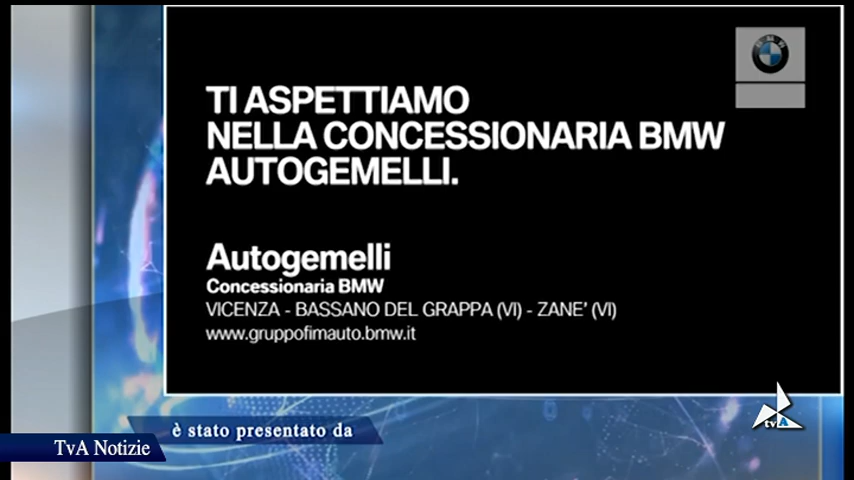 TI ASPETTIAMO
NELLA CONCESSIONARIA BMW
AUTOGEMELLI.
Autogemelli
Concessionaria BMW
VICENZA - BASSANO DEL GRAPPA (VI) - ZANE' (VI)
www.gruppofimauto.bmw.it
è stato presentato da
TvA Notizie
tvA